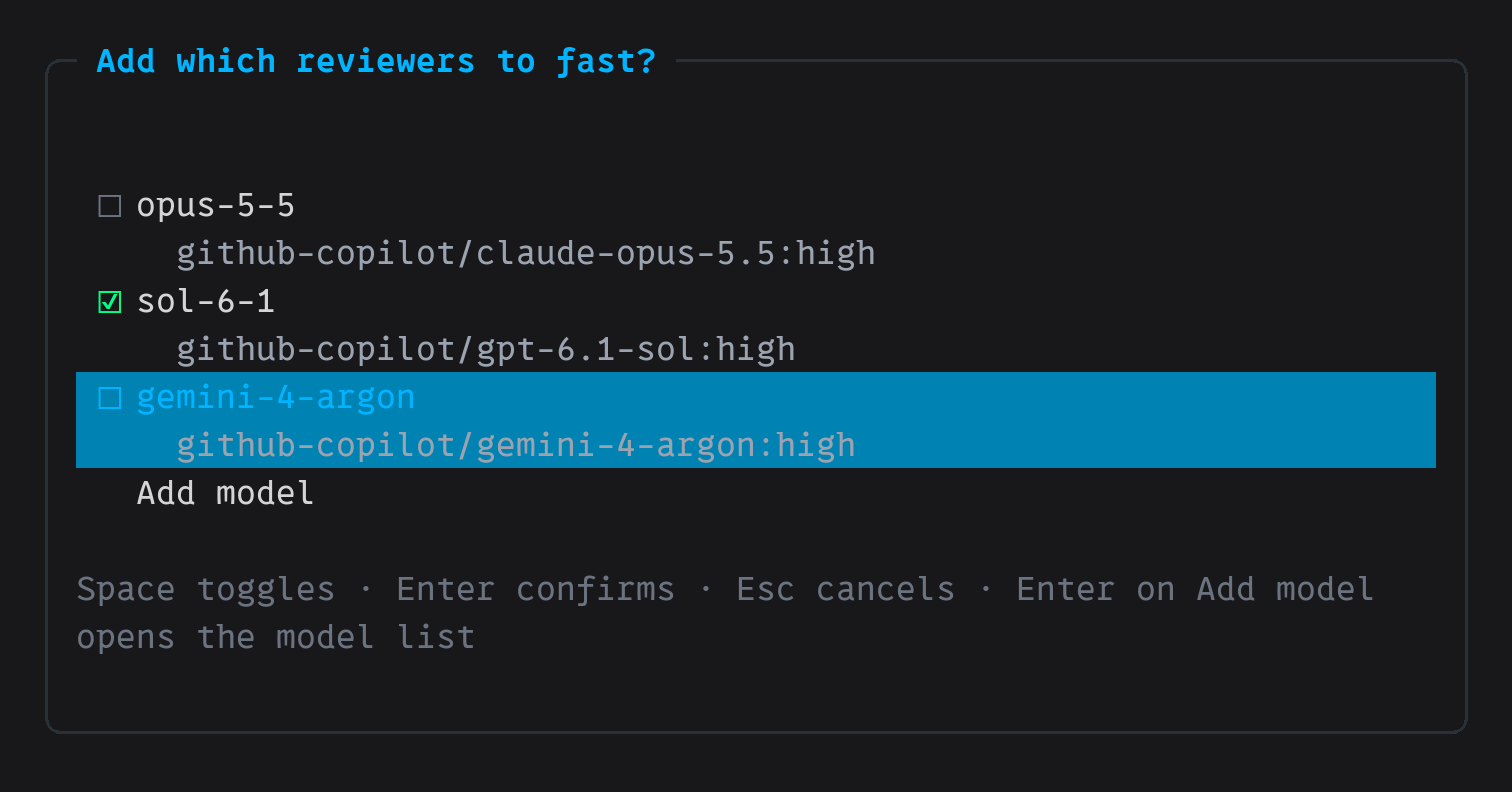 Add which reviewers to fast?
☐ opus-5-5
github-copilot/claude-opus-5.5:high
☑ sol-6-1
github-copilot/gpt-6.1-sol:high
☐ gemini-4-argon
github-copilot/gemini-4-argon:high
Add model
Space toggles · Enter confirms · Esc cancels · Enter on Add model
opens the model list